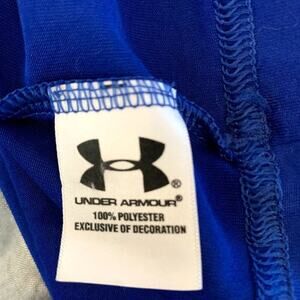 ®
UNDER ARMOUR®
100% POLYESTER
EXCLUSIVE OF DECORATION